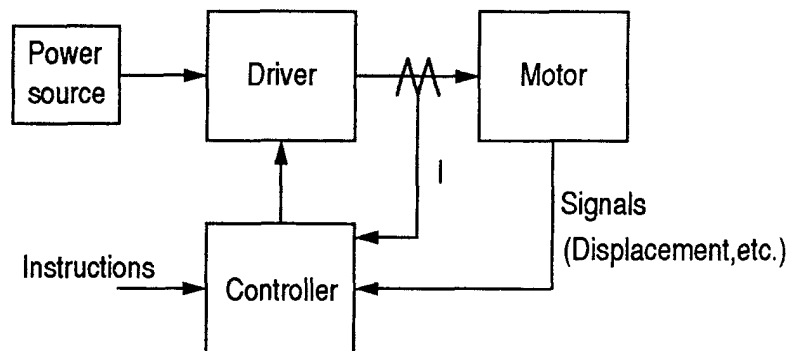 Power
source
Driver
Motor
I
Signals
(Displacement,etc.)
Instructions
Controller